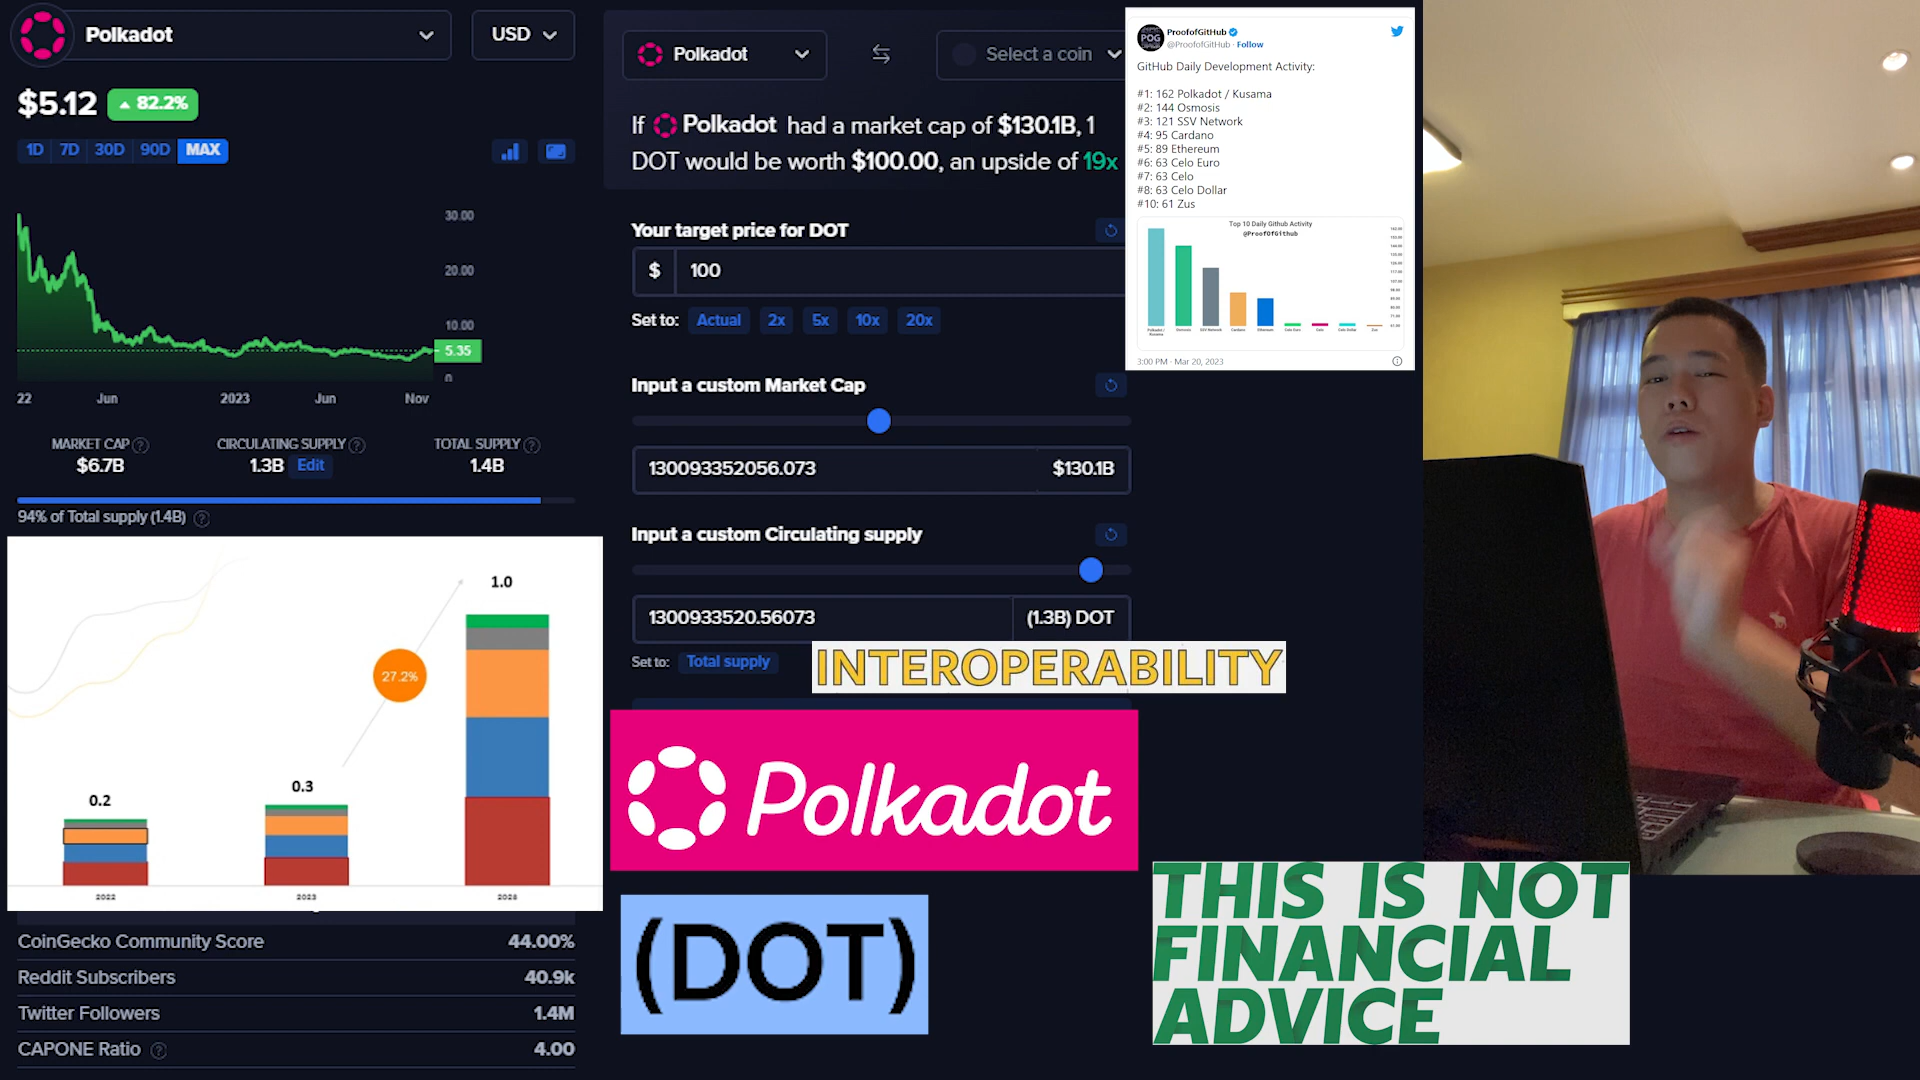 Polkadot
USD
$5.12
82.2%
1D 7D 30D 90D MAX
30.00
20.00
10.00
5.35
0
22 Jun 2023 Jun Nov
MARKET CAP
$6.7B
CIRCULATING SUPPLY
1.3B Edit
TOTAL SUPPLY
1.4B
94% of Total supply (1.4B)
1.0
27.2%
0.3
0.2
2022 2023
CoinGecko Community Score 44.00%
Reddit Subscribers 40.9k
Twitter Followers 1.4M
CAPONE Ratio 4.00
Polkadot
Select a coin
If Polkadot had a market cap of $130.1B, 1
DOT would be worth $100.00, an upside of 19x
Your target price for DOT
$ 100
Set to: Actual 2x 5x 10x 20x
Input a custom Market Cap
130093352056.073 $130.1B
Input a custom Circulating supply
1300933520.56073 (1.3B) DOT
Set to: Total supply
INTEROPERABILITY
Polkadot
(DOT)
POG
ProofofGitHub
@ProofofGitHub · Follow
GitHub Daily Development Activity:
#1: 162 Polkadot / Kusama
#2: 144 Osmosis
#3: 121 SSV Network
#4: 95 Cardano
#5: 89 Ethereum
#6: 63 Celo Euro
#7: 63 Celo
#8: 63 Celo Dollar
#10: 61 Zus
Top 10 Daily Github Activity
@ProofOfGithub
3:00 PM · Mar 20, 2023
THIS IS NOT
FINANCIAL
ADVICE